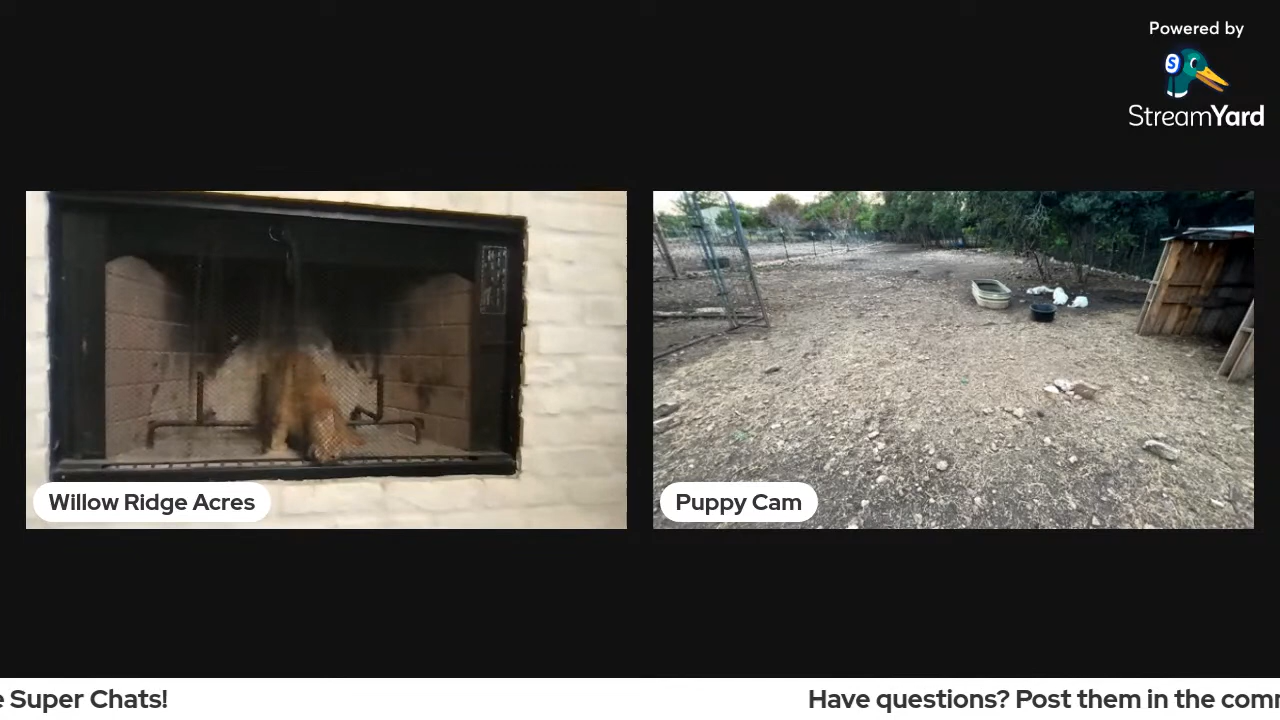 Powered by
S
StreamYard
Willow Ridge Acres
Puppy Cam
e Super Chats!
Have questions? Post them in the com